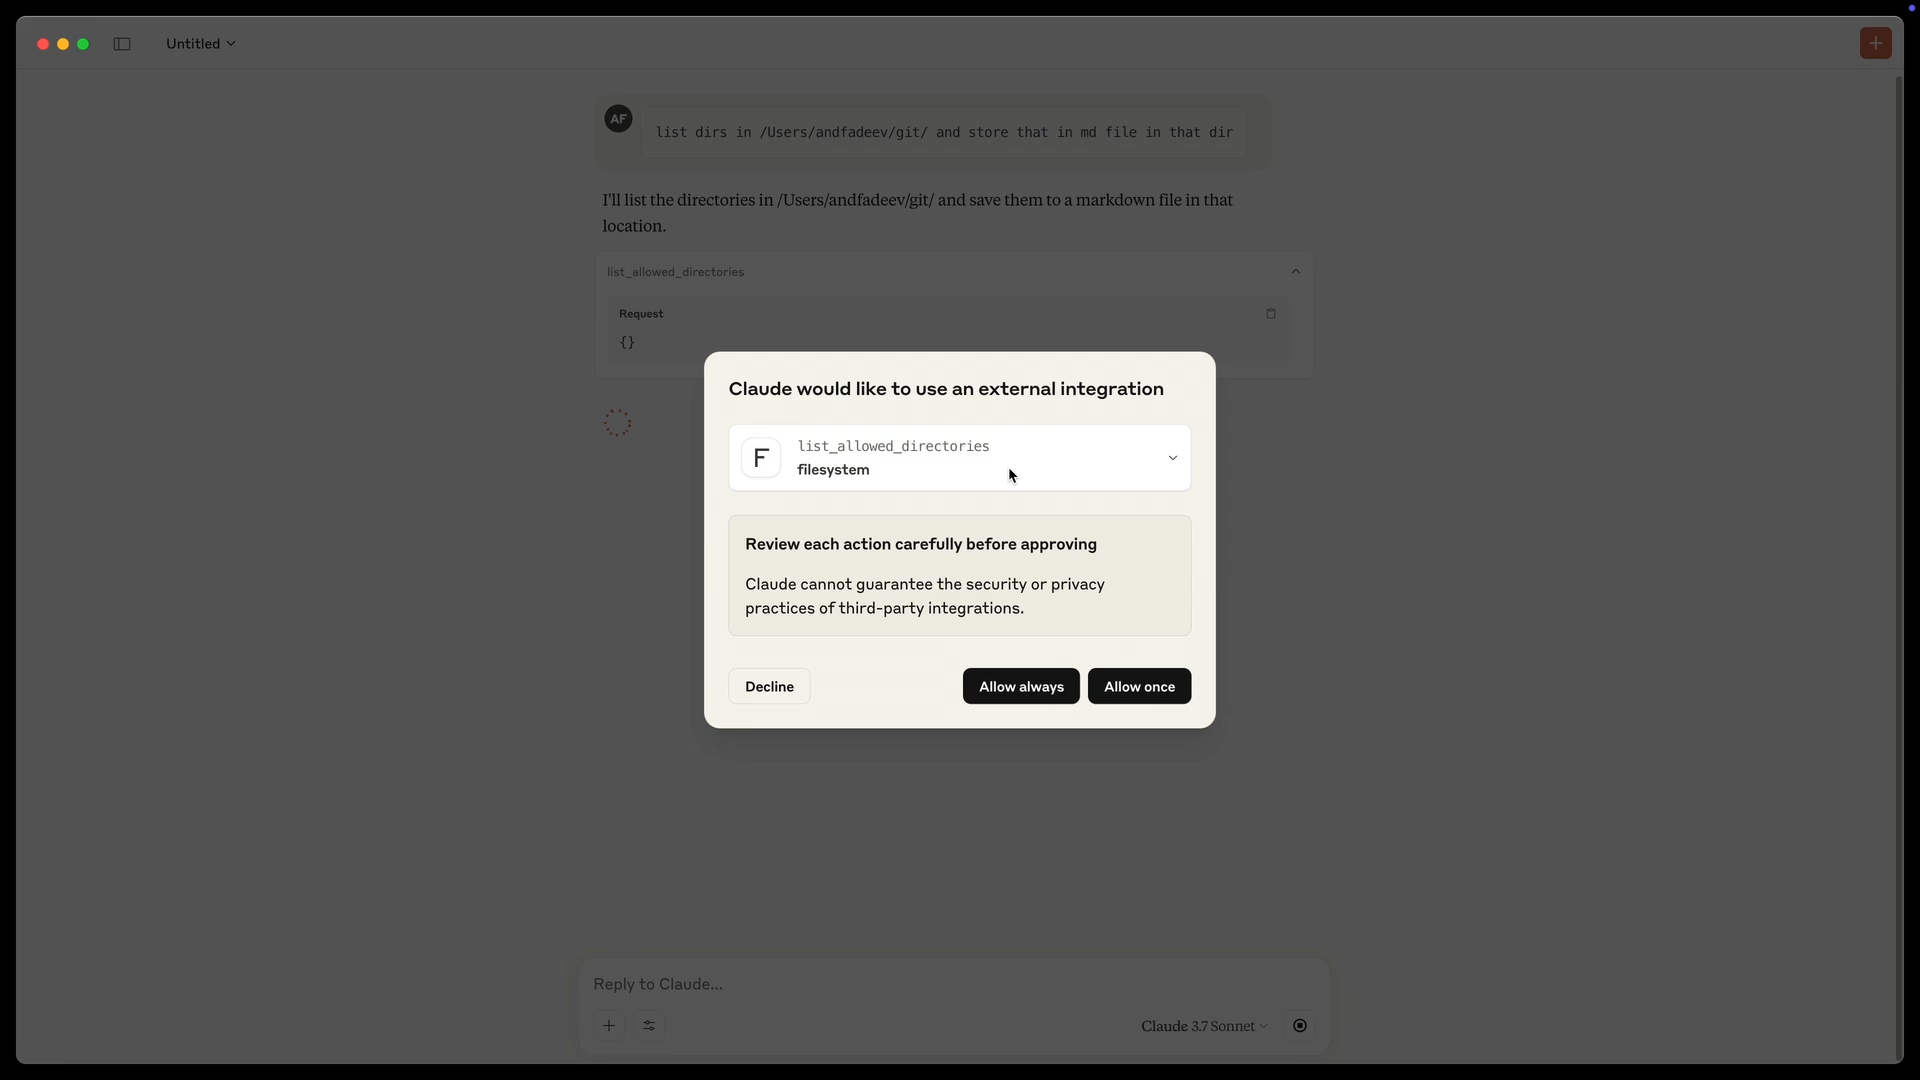 Untitled
AF
list dirs in /Users/andfadeev/git/ and store that in md file in that dir
I'll list the directories in /Users/andfadeev/git/ and save them to a markdown file in that
location.
list_allowed_directories
Request
{}
Claude would like to use an external integration
F
list_allowed_directories
filesystem
Review each action carefully before approving
Claude cannot guarantee the security or privacy
practices of third-party integrations.
Decline
Allow always
Allow once
Reply to Claude...
Claude 3.7 Sonnet